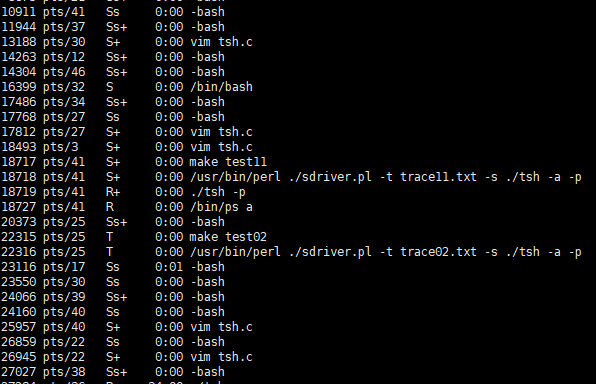 10911 pts/41 Ss 0:00 -bash
11944 pts/37 Ss+ 0:00 -bash
13188 pts/30 S+ 0:00 vim tsh.c
14263 pts/12 Ss+ 0:00 -bash
14304 pts/46 Ss+ 0:00 -bash
16399 pts/32 S 0:00 /bin/bash
17486 pts/34 Ss+ 0:00 -bash
17768 pts/27 Ss 0:00 -bash
17812 pts/27 S+ 0:00 vim tsh.c
18493 pts/3 S+ 0:00 vim tsh.c
18717 pts/41 S+ 0:00 make test11
18718 pts/41 S+ 0:00 /usr/bin/perl ./sdriver.pl -t trace11.txt -s ./tsh -a -p
18719 pts/41 R+ 0:00 ./tsh -p
18727 pts/41 R 0:00 /bin/ps a
20373 pts/25 Ss+ 0:00 -bash
22315 pts/25 T 0:00 make test02
22316 pts/25 T 0:00 /usr/bin/perl ./sdriver.pl -t trace02.txt -s ./tsh -a -p
23116 pts/17 Ss 0:01 -bash
23550 pts/30 Ss 0:00 -bash
24066 pts/39 Ss+ 0:00 -bash
24160 pts/40 Ss 0:00 -bash
25957 pts/40 S+ 0:00 vim tsh.c
26859 pts/22 Ss 0:00 -bash
26945 pts/22 S+ 0:00 vim tsh.c
27027 pts/38 Ss+ 0:00 -bash